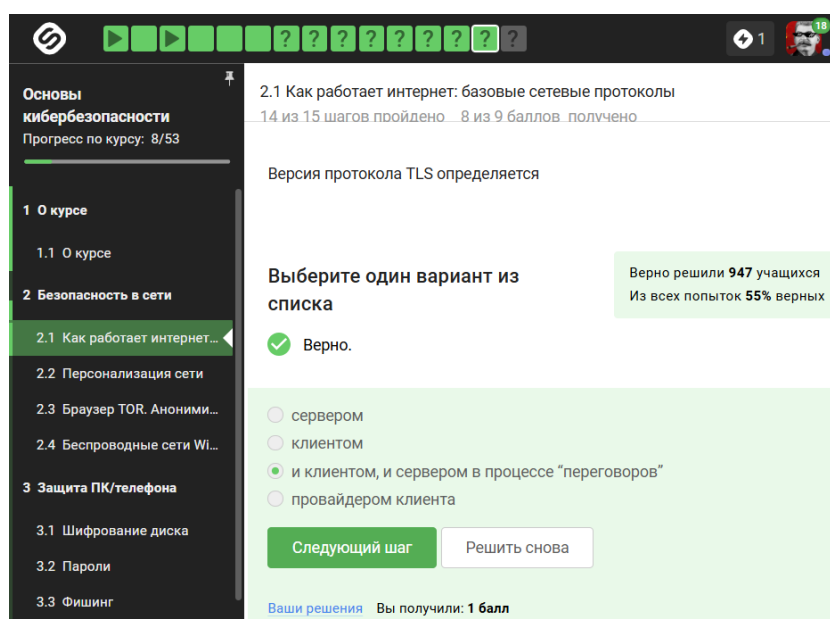 ? ? ? ? ? ? ? ? ?
1
18
Основы
кибербезопасности
Прогресс по курсу: 8/53
1 О курсе
1.1 О курсе
2 Безопасность в сети
2.1 Как работает интернет...
2.2 Персонализация сети
2.3 Браузер TOR. Аноними...
2.4 Беспроводные сети Wi...
3 Защита ПК/телефона
3.1 Шифрование диска
3.2 Пароли
3.3 Фишинг
2.1 Как работает интернет: базовые сетевые протоколы
14 из 15 шагов пройдено 8 из 9 баллов получено
Версия протокола TLS определяется
Выберите один вариант из
списка
Верно решили 947 учащихся
Из всех попыток 55% верных
Верно.
сервером
клиентом
и клиентом, и сервером в процессе “переговоров”
провайдером клиента
Следующий шаг
Решить снова
Ваши решения Вы получили: 1 балл